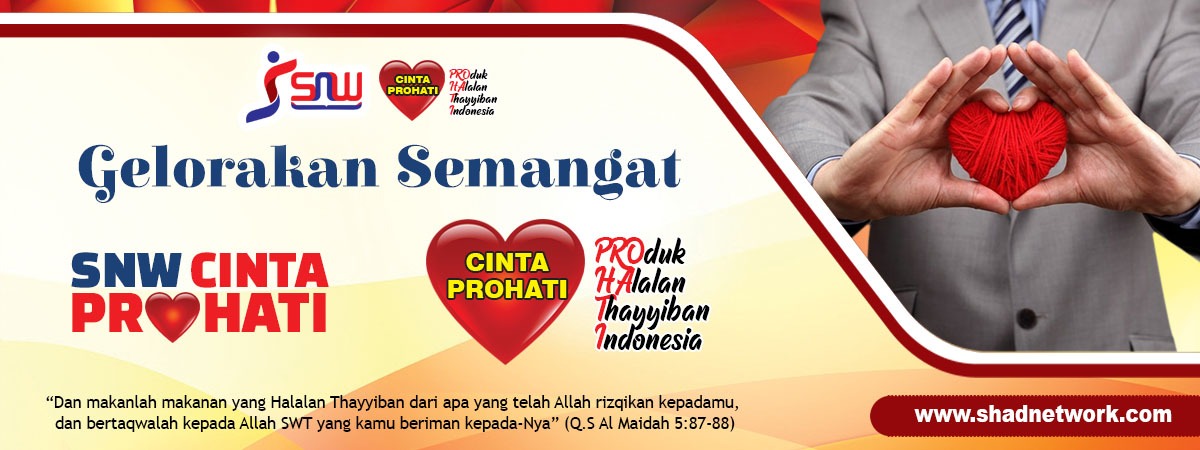 SNW
CINTA
PROHATI
PROduk
HAlalan
Thayyiban
Indonesia
Gelorakan Semangat
SNW CINTA
PROHATI
CINTA
PROHATI
PROduk
HAlalan
Thayyiban
Indonesia
“Dan makanlah makanan yang Halalan Thayyiban dari apa yang telah Allah rizqikan kepadamu,
dan bertaqwalah kepada Allah SWT yang kamu beriman kepada-Nya” (Q.S Al Maidah 5:87-88)
www.shadnetwork.com